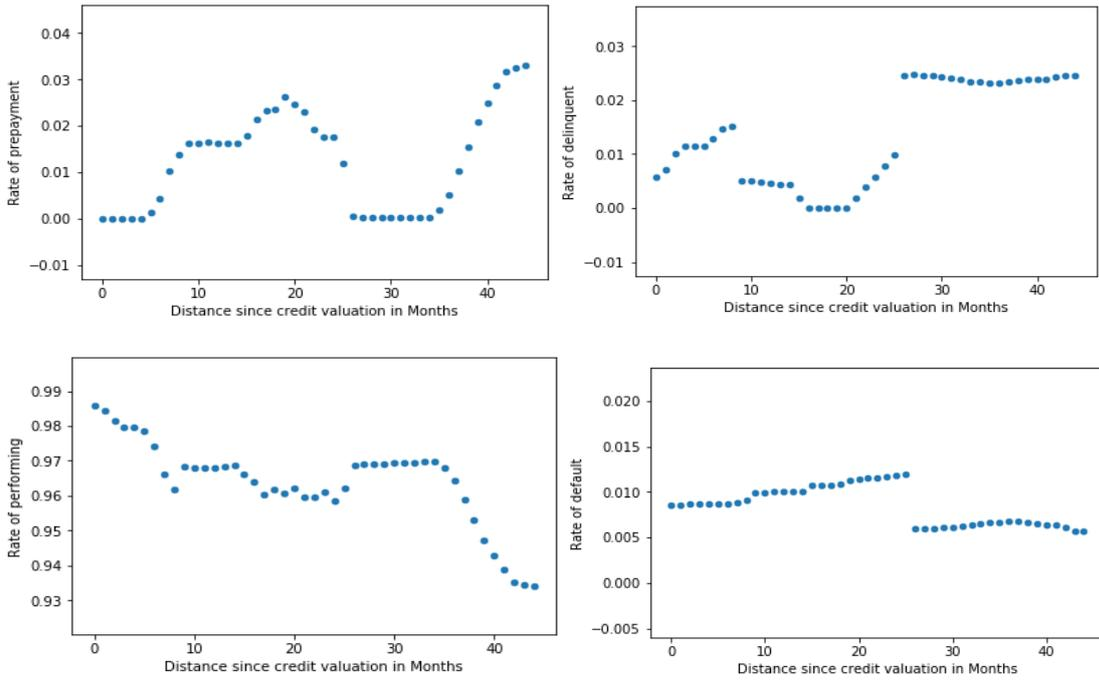 Rate of prepayment
0.04
0.03
0.02
0.01
0.00
−0.01
0 10 20 30 40
Distance since credit valuation in Months
Rate of delinquent
0.03
0.02
0.01
0.00
−0.01
0 10 20 30 40
Distance since credit valuation in Months
Rate of performing
0.99
0.98
0.97
0.96
0.95
0.94
0.93
0 10 20 30 40
Distance since credit valuation in Months
Rate of default
0.020
0.015
0.010
0.005
0.000
−0.005
0 10 20 30 40
Distance since credit valuation in Months